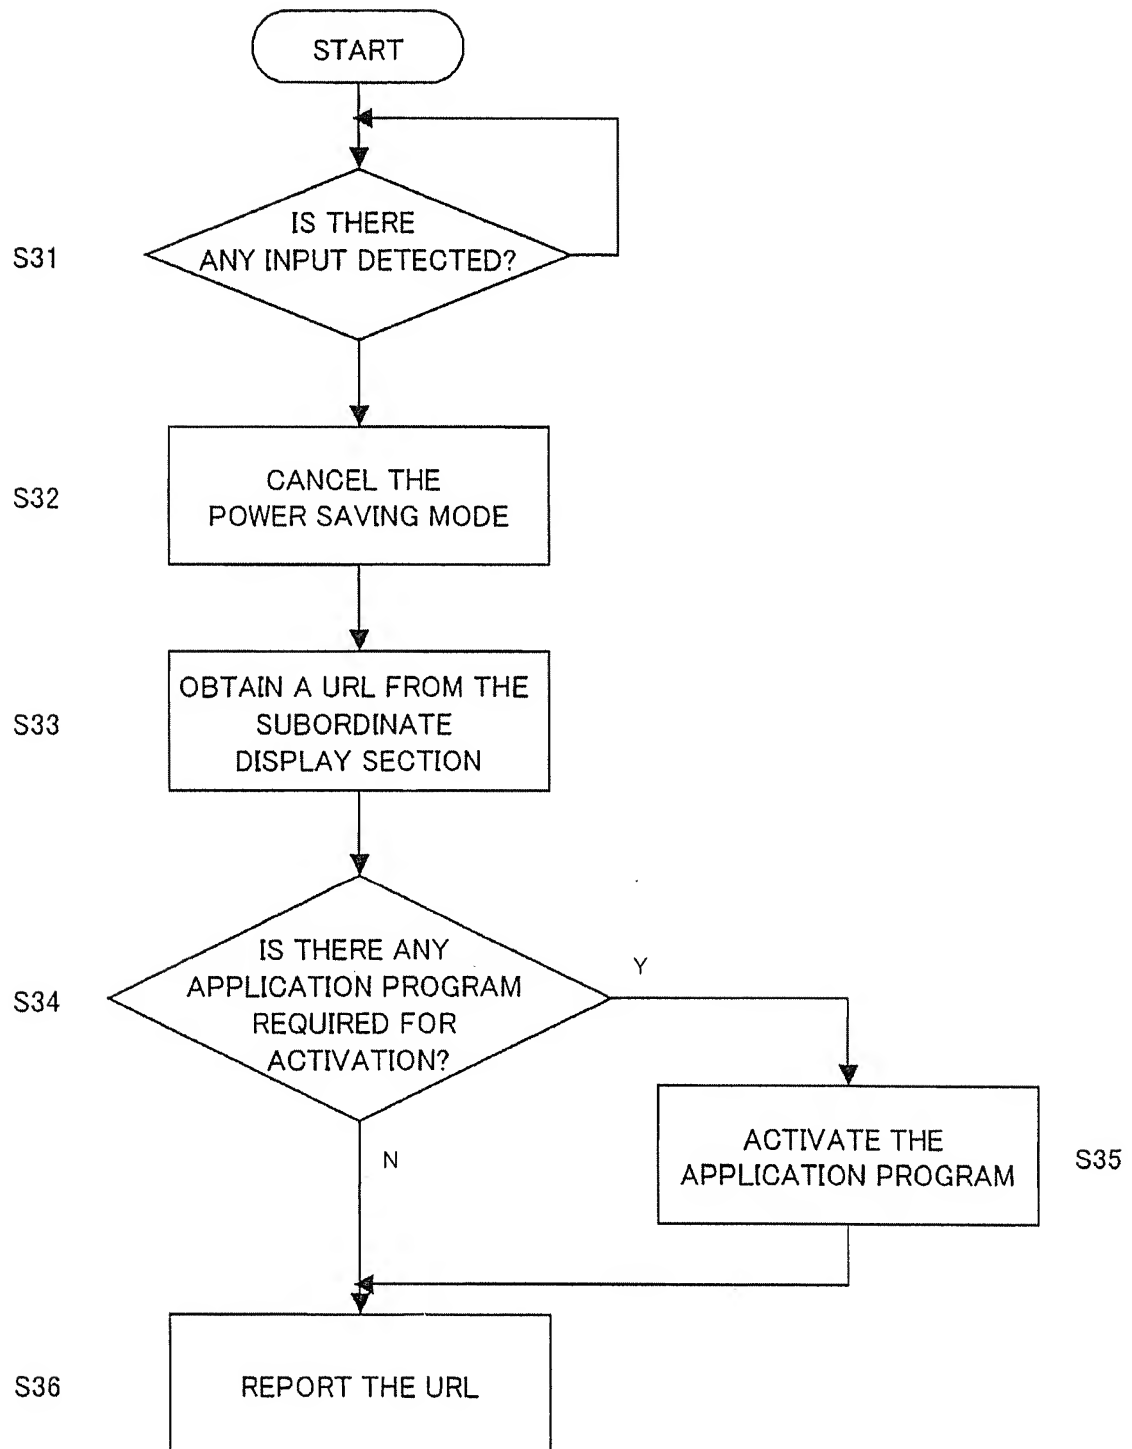 START
S31
IS THERE
ANY INPUT DETECTED?
S32
CANCEL THE
POWER SAVING MODE
S33
OBTAIN A URL FROM THE
SUBORDINATE
DISPLAY SECTION
S34
IS THERE ANY
APPLICATION PROGRAM
REQUIRED FOR
ACTIVATION?
Y
N
ACTIVATE THE
APPLICATION PROGRAM
S35
S36
REPORT THE URL